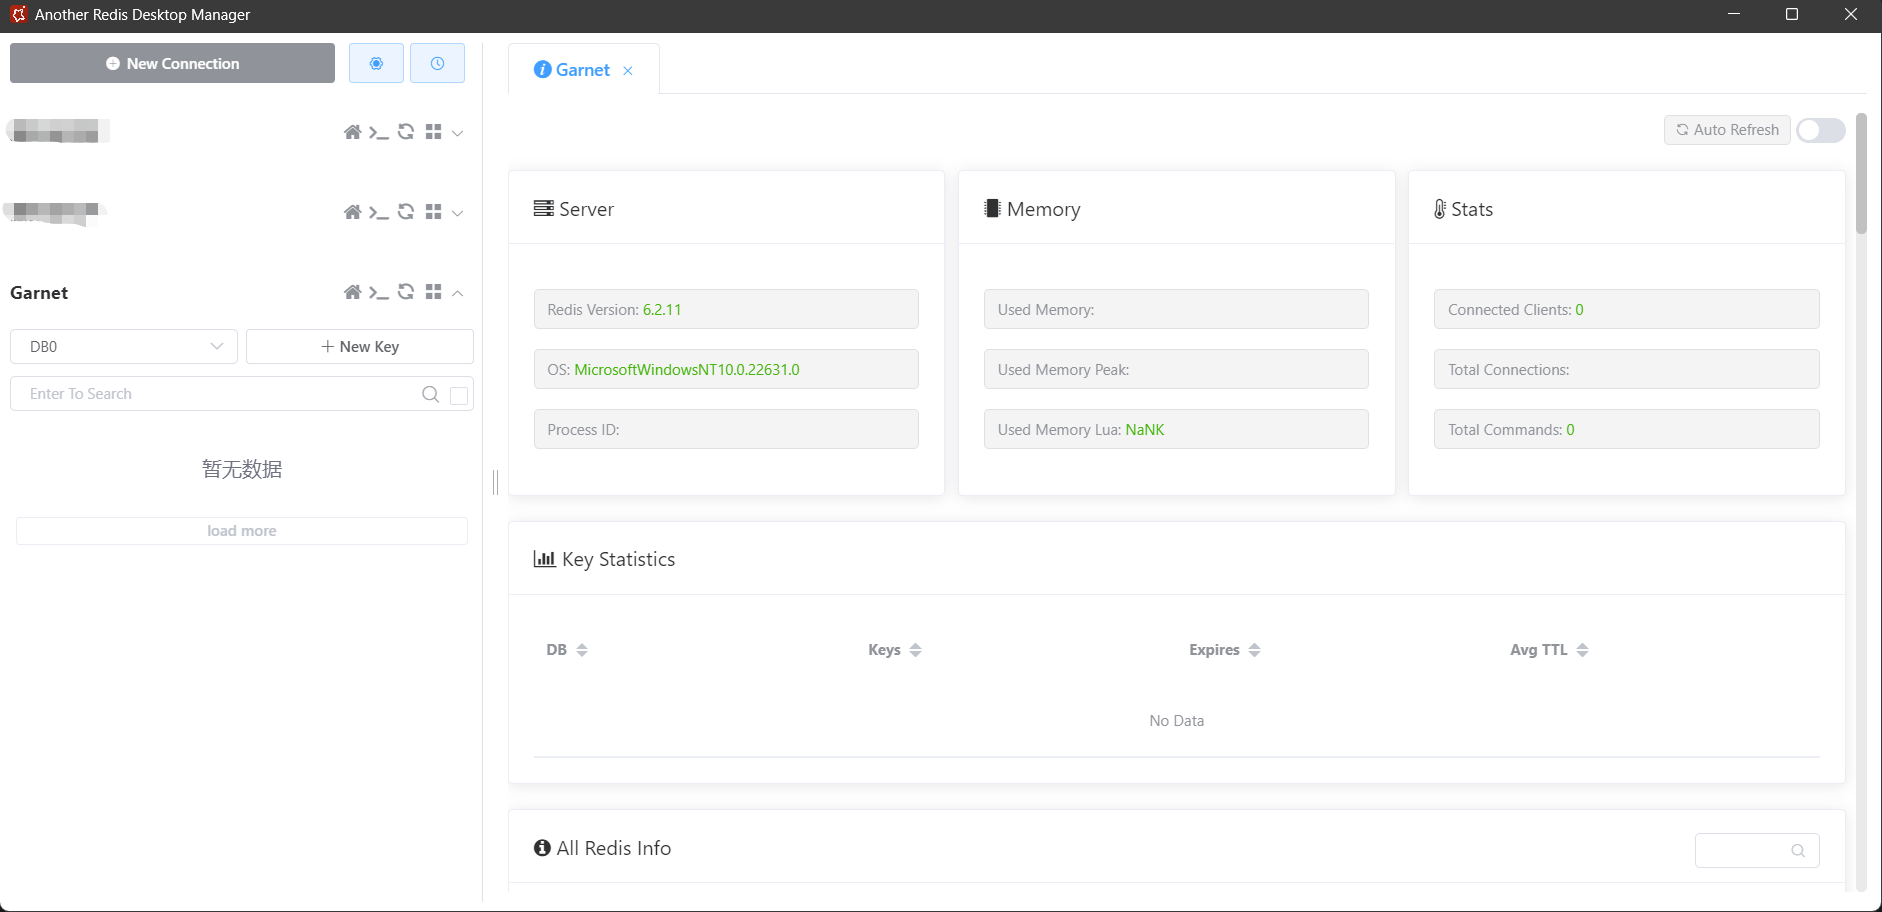 Another Redis Desktop Manager
New Connection
Garnet
DB0
New Key
Enter To Search
暂无数据
load more
Garnet
Auto Refresh
Server
Redis Version: 6.2.11
OS: MicrosoftWindowsNT10.0.22631.0
Process ID:
Memory
Used Memory:
Used Memory Peak:
Used Memory Lua: NaNK
Stats
Connected Clients: 0
Total Connections:
Total Commands: 0
Key Statistics
DB Keys Expires Avg TTL
No Data
All Redis Info